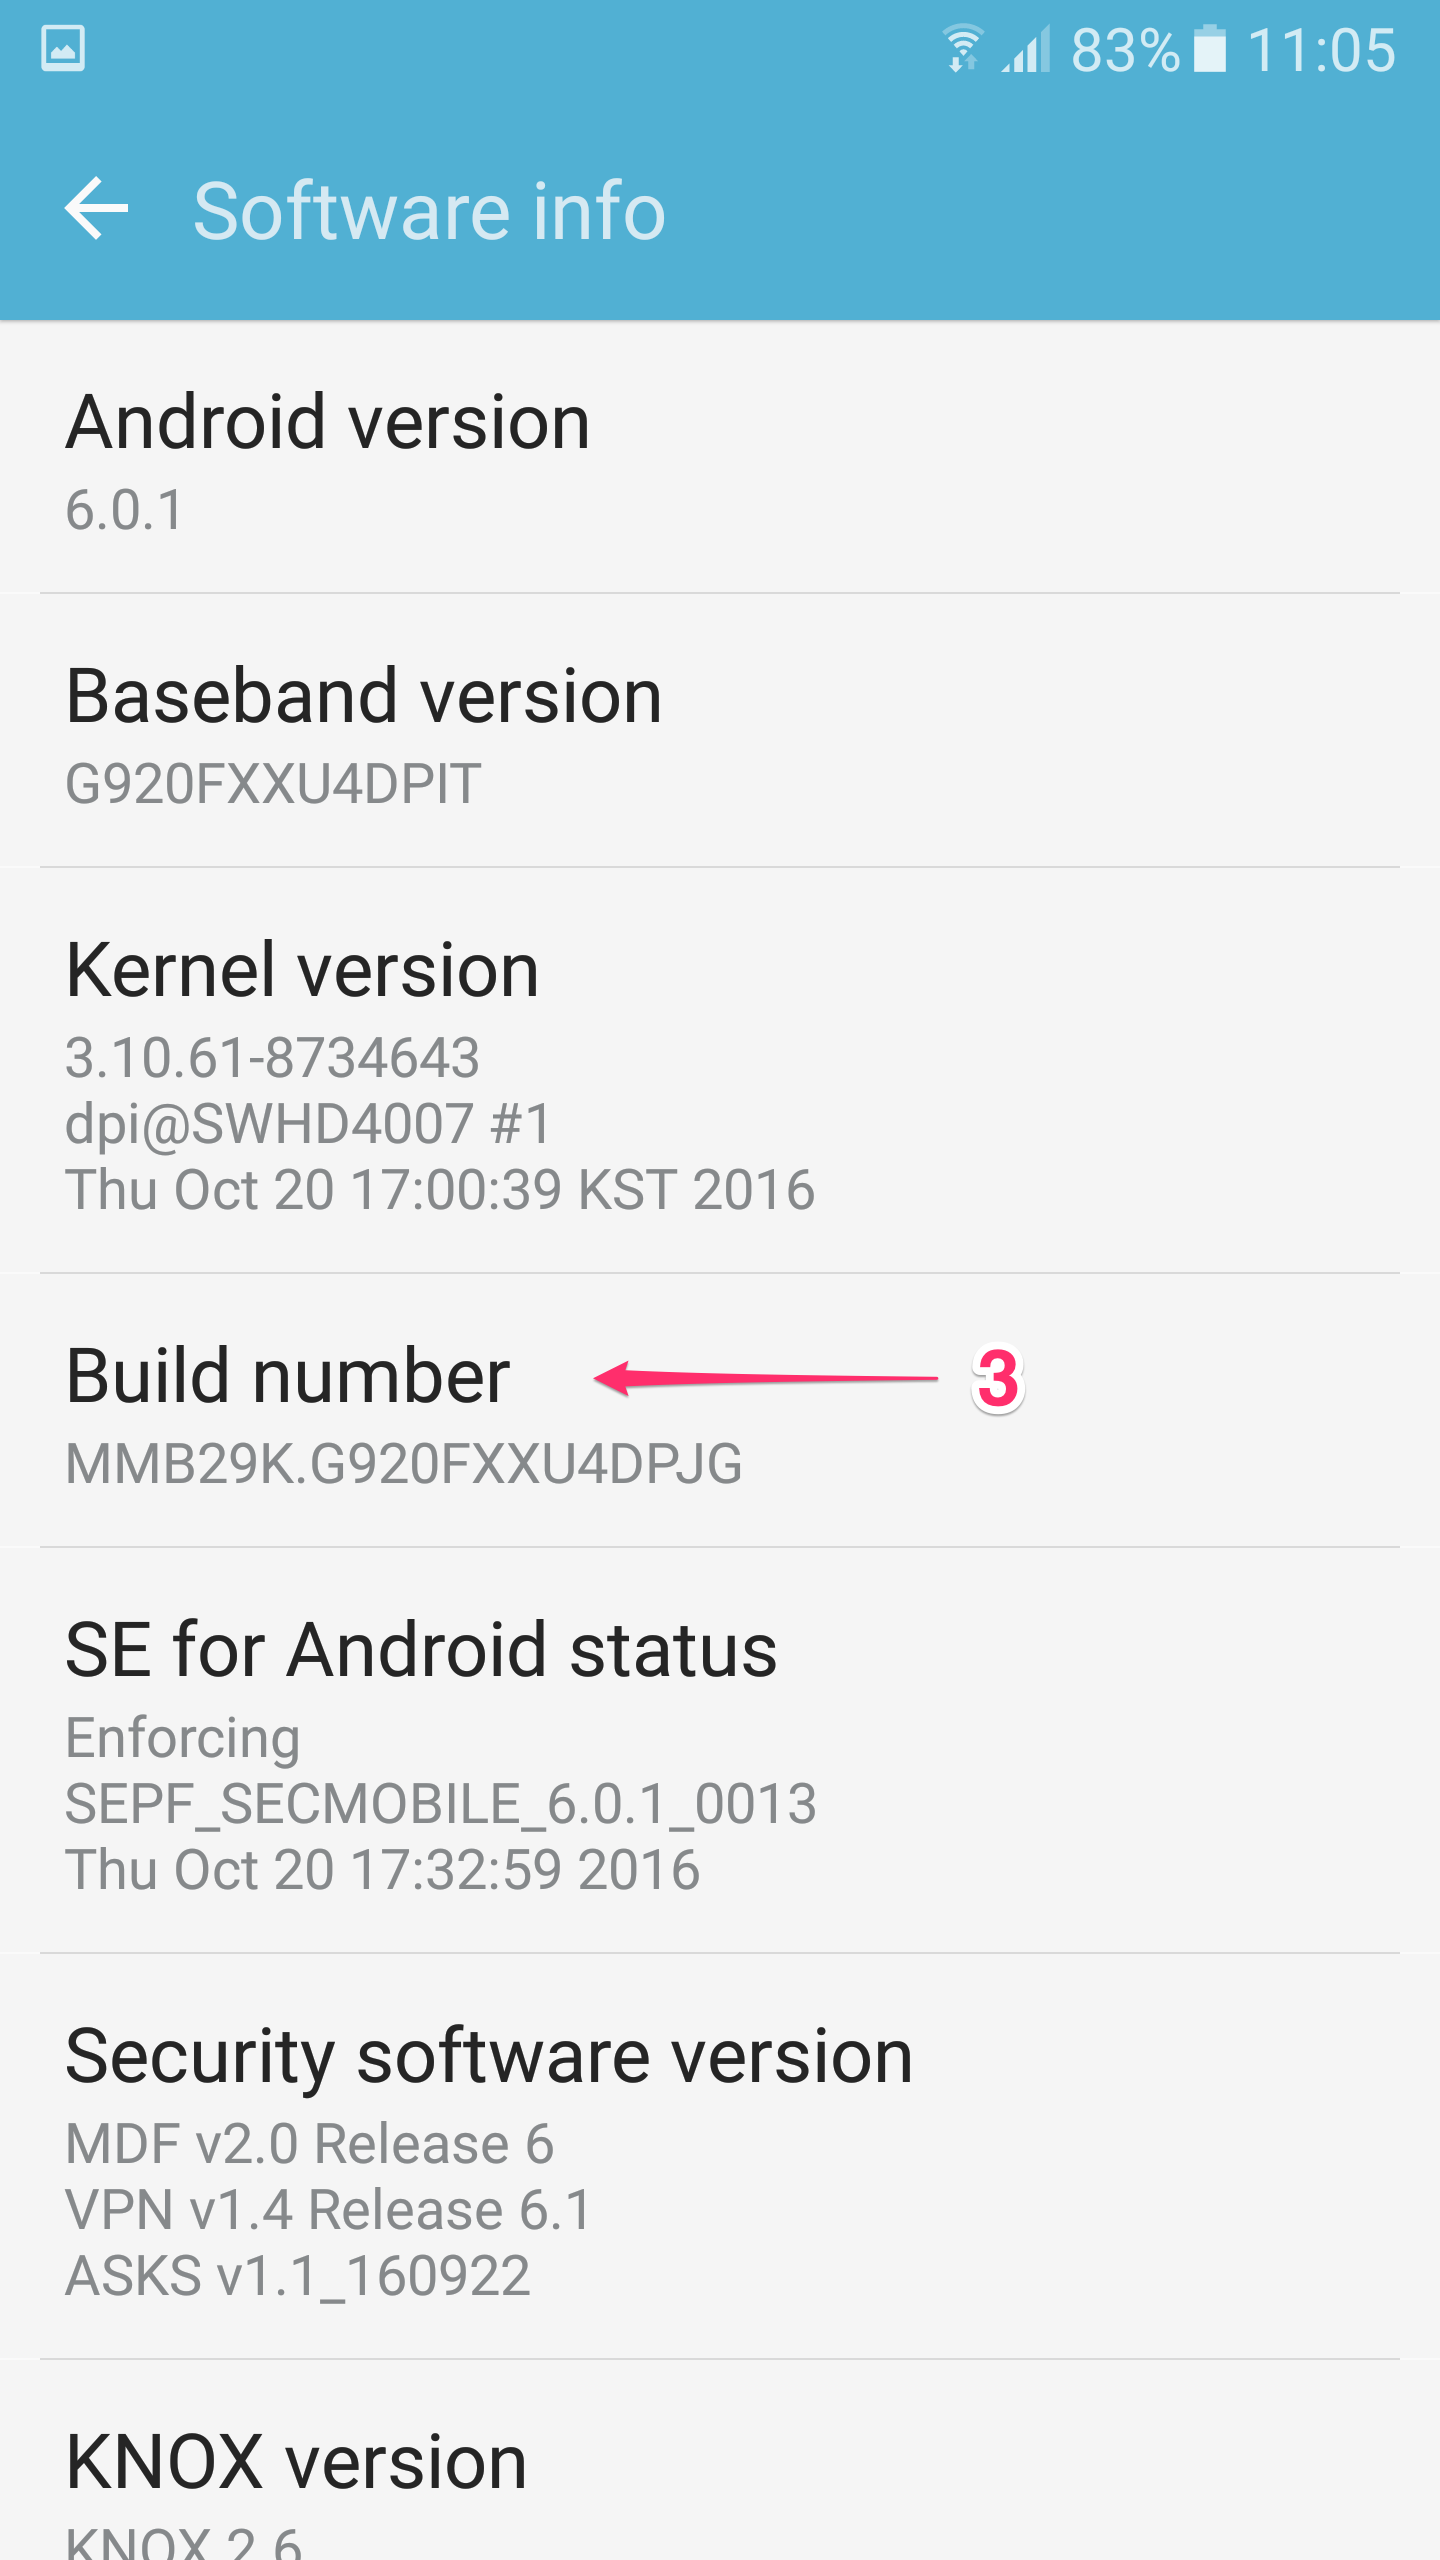 83% 11:05
Software info
Android version
6.0.1
Baseband version
G920FXXU4DPIT
Kernel version
3.10.61-8734643
dpi@SWHD4007 #1
Thu Oct 20 17:00:39 KST 2016
Build number 3
MMB29K.G920FXXU4DPJG
SE for Android status
Enforcing
SEPF_SECMOBILE_6.0.1_0013
Thu Oct 20 17:32:59 2016
Security software version
MDF v2.0 Release 6
VPN v1.4 Release 6.1
ASKS v1.1_160922
KNOX version
KNOX 2.6